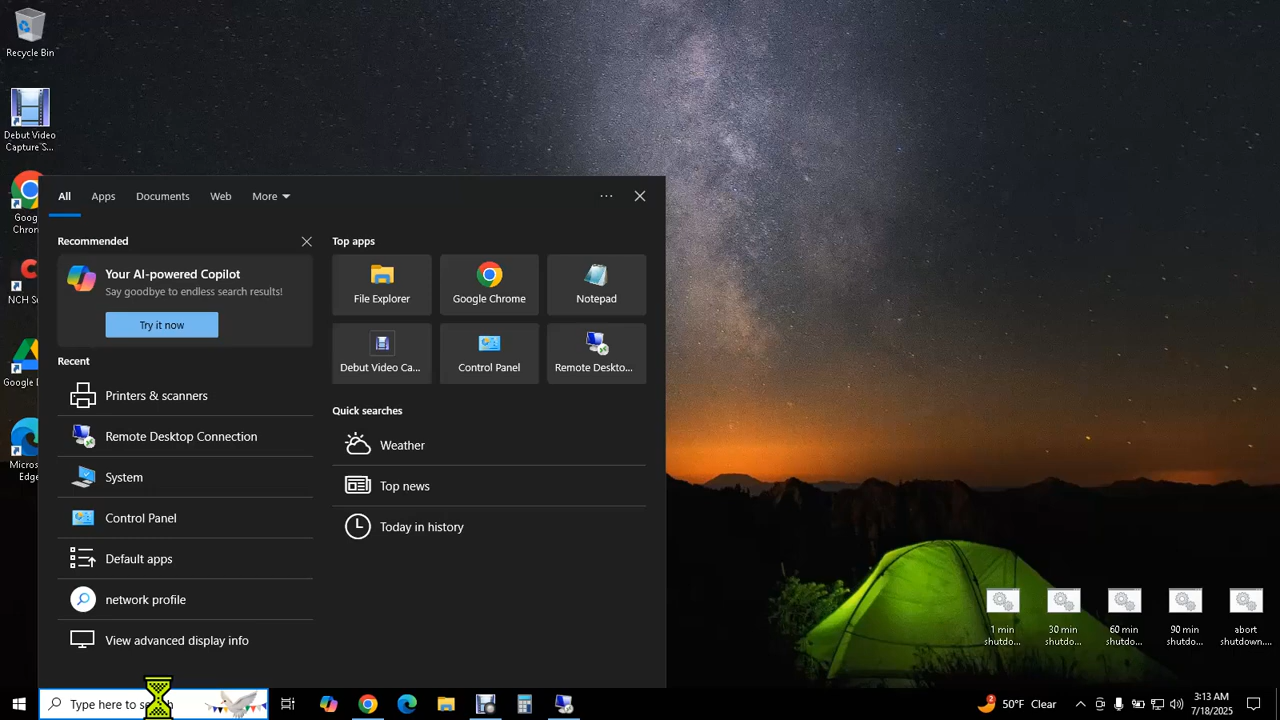 Recycle Bin
Debut Video
Capture S...
Goog
Chron
NCH S
Google D
Micros
Edge
All
Apps
Documents
Web
More
Recommended
Your AI-powered Copilot
Say goodbye to endless search results!
Try it now
Recent
Printers & scanners
Remote Desktop Connection
System
Control Panel
Default apps
network profile
View advanced display info
Top apps
File Explorer
Google Chrome
Notepad
Debut Video Ca...
Control Panel
Remote Deskto...
Quick searches
Weather
Top news
Today in history
1 min
shutdo...
30 min
shutdo...
60 min
shutdo...
90 min
shutdo...
abort
shutdown...
Type here to se ch
2
50°F Clear
3:13 AM
7/18/2025